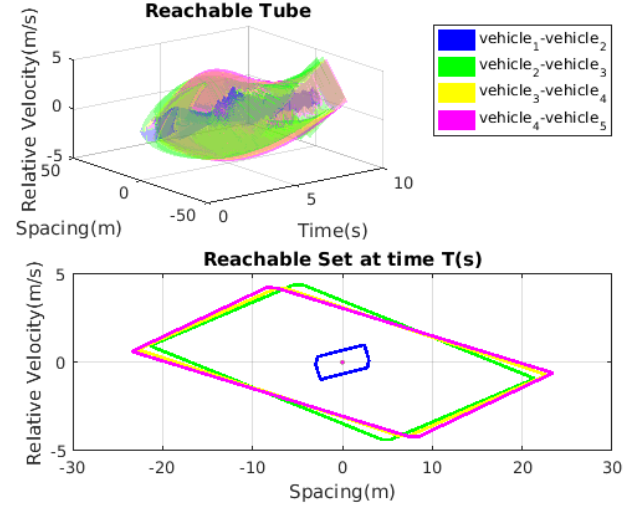 Reachable Tube
Relative Velocity(m/s)
5
0
-5
50
0
-50
Spacing(m)
0
5
10
Time(s)
vehicle₁-vehicle₂
vehicle₂-vehicle₃
vehicle₃-vehicle₄
vehicle₄-vehicle₅
Reachable Set at time T(s)
Relative Velocity(m/s)
5
0
-5
-30
-20
-10
0
10
20
30
Spacing(m)